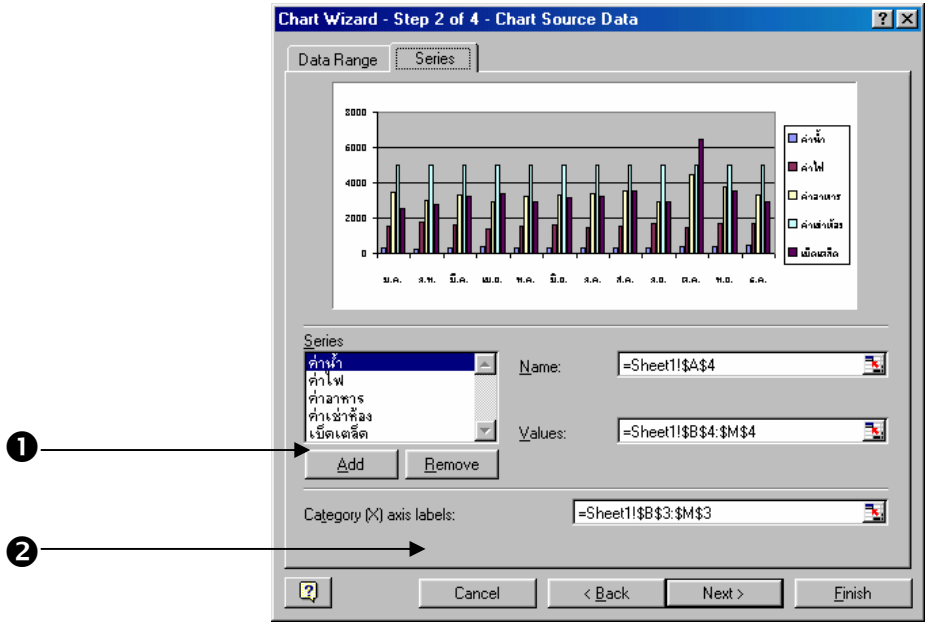 Chart Wizard - Step 2 of 4 - Chart Source Data
Data Range Series
8000
6000
4000
2000
0
ม.ค. ก.พ. มี.ค. เม.ย. พ.ค. มิ.ย. ก.ค. ส.ค. ก.ย. ต.ค. พ.ย. ธ.ค.
ค่าน้ำ
ค่าไฟ
ค่าอาหาร
ค่าเช่าห้อง
เบ็ดเตล็ด
Series
ค่าน้ำ
ค่าไฟ
ค่าอาหาร
ค่าเช่าห้อง
เบ็ดเตล็ด
Name: =Sheet1!$A$4
Values: =Sheet1!$B$4:$M$4
❶
Add Remove
Category (X) axis labels: =Sheet1!$B$3:$M$3
❷
Cancel < Back Next > Finish